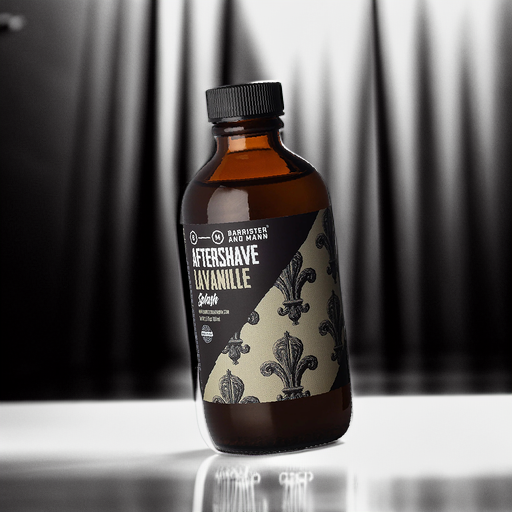 B M BARRISTER
AND MANN
AFTERSHAVE
LAVANILLE
Splash